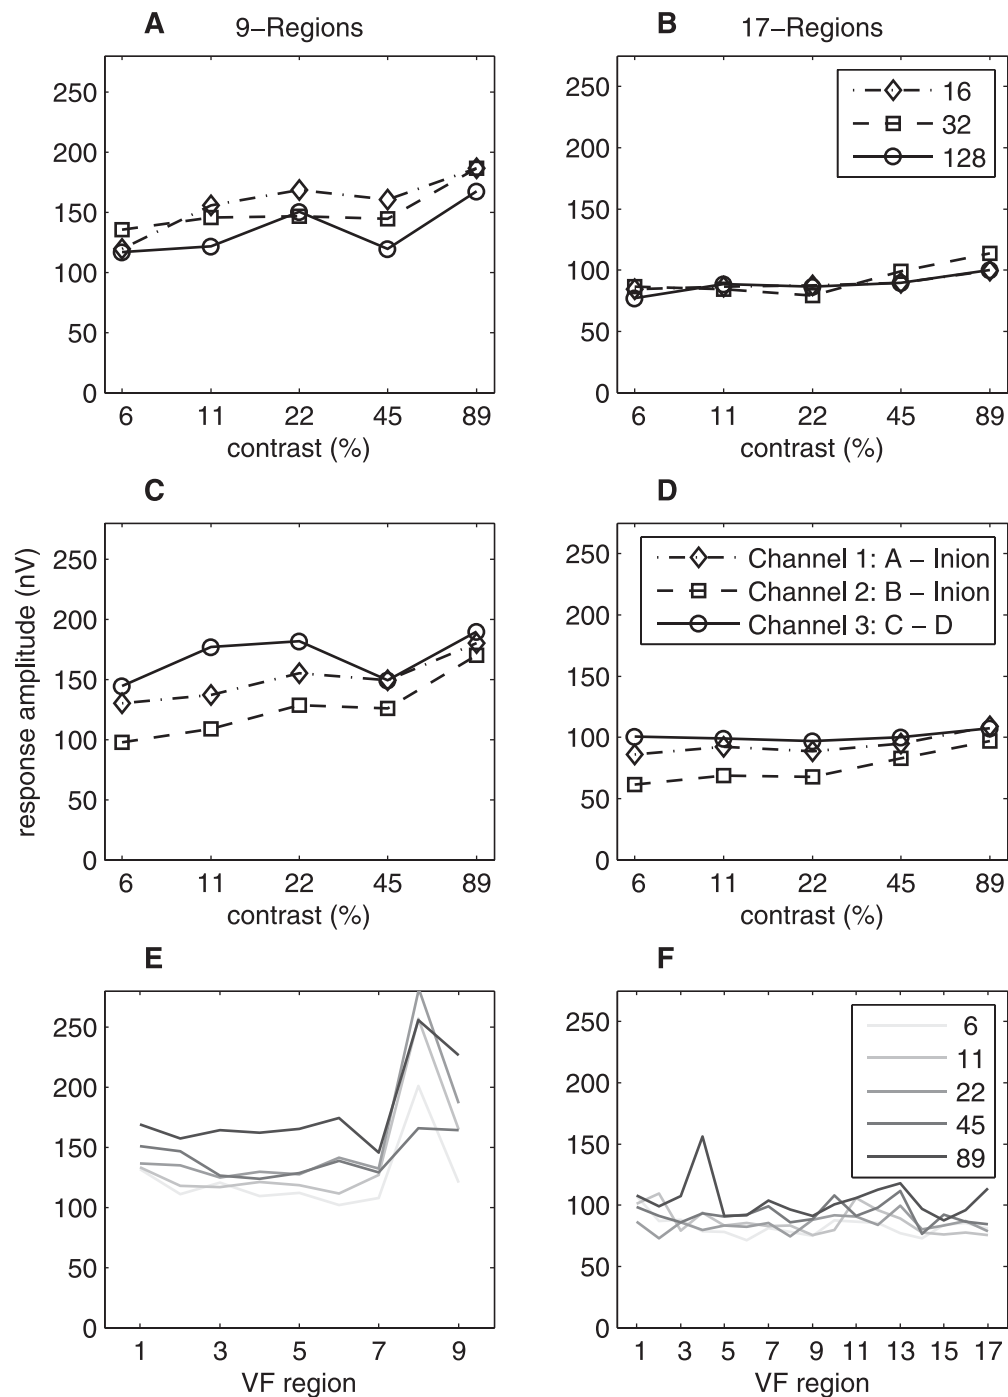 A 9–Regions
250
200
150
100
50
0
6 11 22 45 89
contrast (%)
B 17–Regions
16
32
128
250
200
150
100
50
0
6 11 22 45 89
contrast (%)
C
response amplitude (nV)
250
200
150
100
50
0
6 11 22 45 89
contrast (%)
D
Channel 1: A – Inion
Channel 2: B – Inion
Channel 3: C – D
250
200
150
100
50
0
6 11 22 45 89
contrast (%)
E
250
200
150
100
50
0
1 3 5 7 9
VF region
F
6
11
22
45
89
250
200
150
100
50
0
1 3 5 7 9 11 13 15 17
VF region